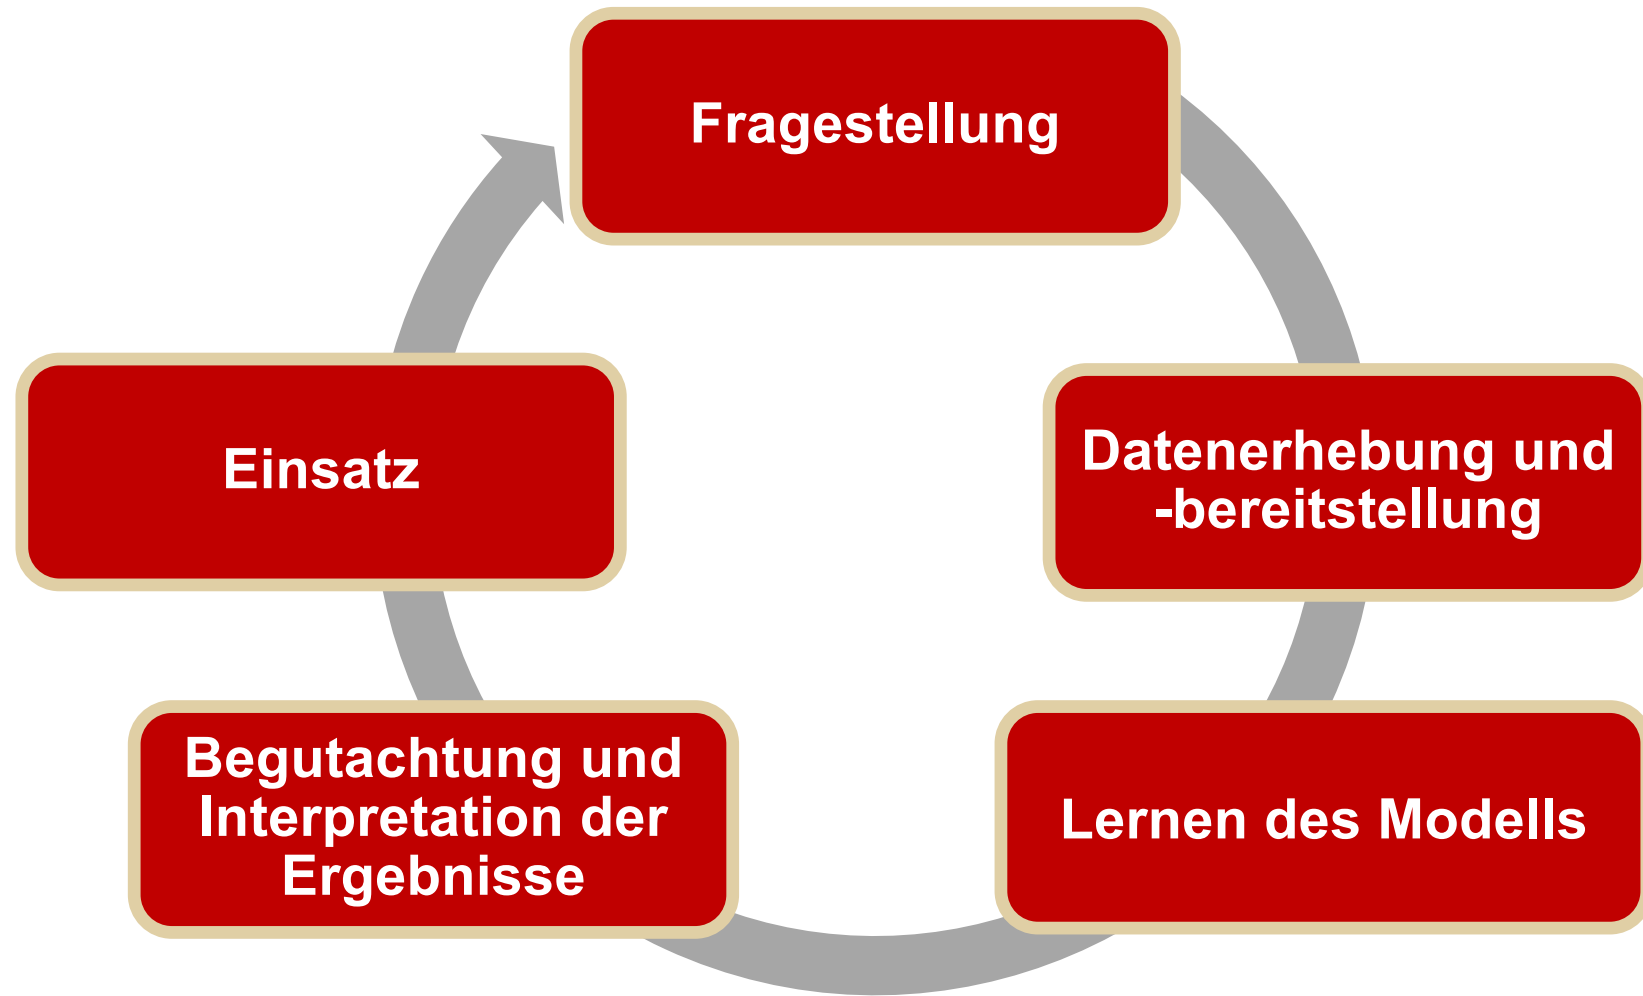 Fragestellung
Datenerhebung und
-bereitstellung
Lernen des Modells
Begutachtung und
Interpretation der
Ergebnisse
Einsatz